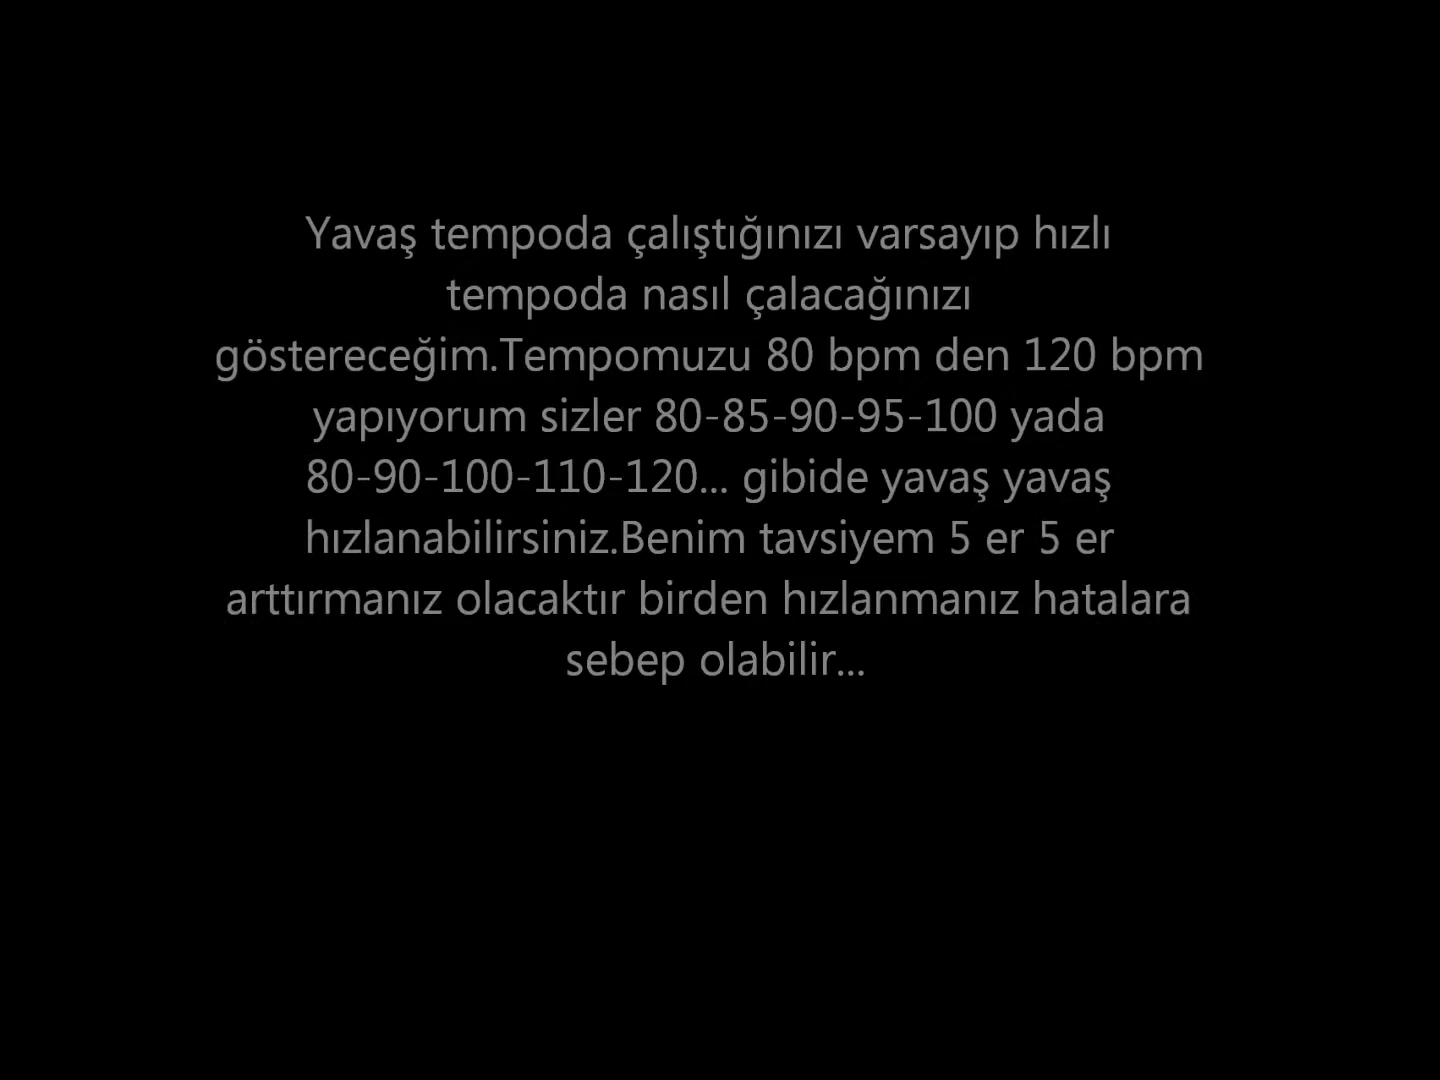 Yavaş tempoda çalıştığınızı varsayıp hızlı
tempoda nasıl çalacağınızı
göstereceğim.Tempomuzu 80 bpm den 120 bpm
yapıyorum sizler 80-85-90-95-100 yada
80-90-100-110-120... gibide yavaş yavaş
hızlanabilirsiniz.Benim tavsiyem 5 er 5 er
arttırmanız olacaktır birden hızlanmanız hatalara
sebep olabilir...